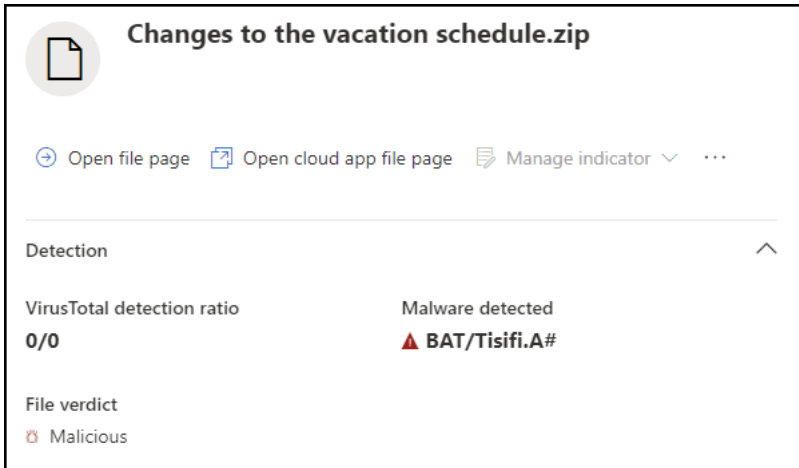 Changes to the vacation schedule.zip
Open file page Open cloud app file page Manage indicator ...
Detection
VirusTotal detection ratio Malware detected
0/0 BAT/Tisifi.A#
File verdict
Malicious